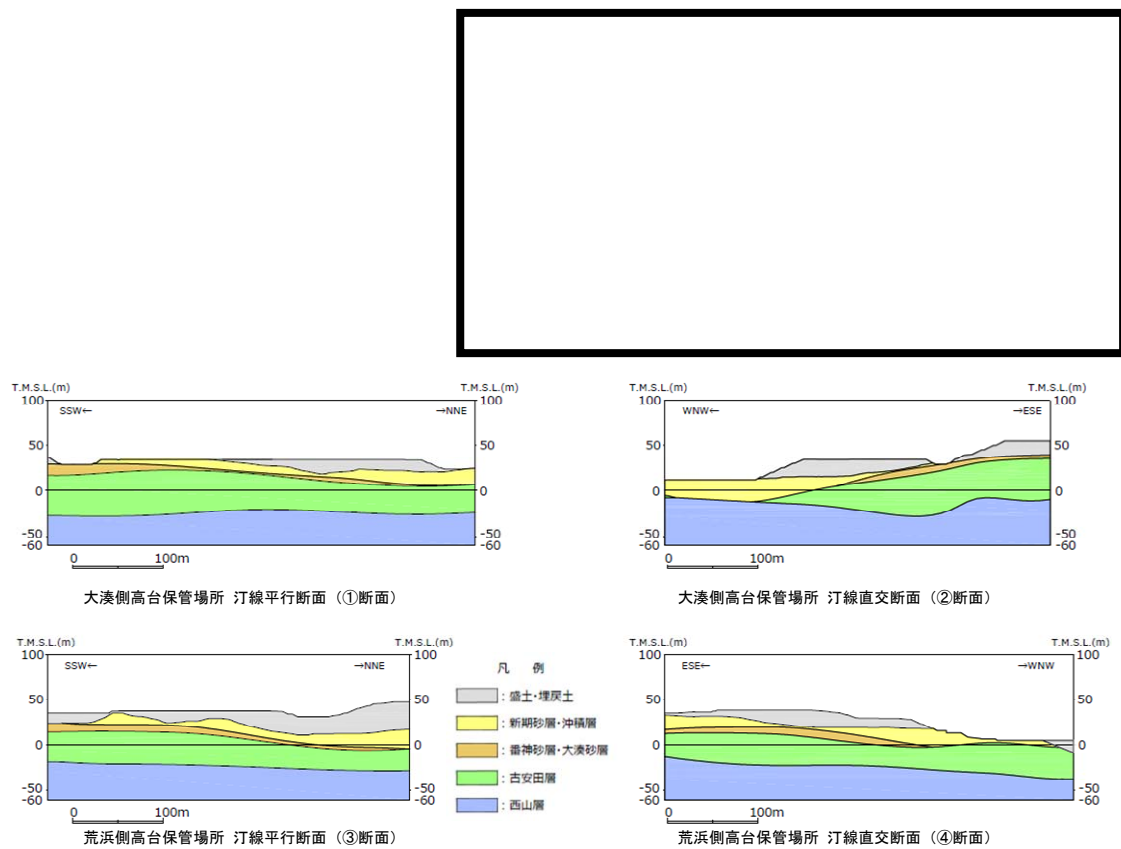 T.M.S.L.(m) T.M.S.L.(m)
100 100
SSW← →NNE
50 50
0 0
-50 -50
-60 -60
0 100m
大湊側高台保管場所 汀線平行断面（①断面）
T.M.S.L.(m) T.M.S.L.(m)
100 100
WNW← →ESE
50 50
0 0
-50 -50
-60 -60
0 100m
大湊側高台保管場所 汀線直交断面（②断面）
T.M.S.L.(m) T.M.S.L.(m)
100 100
SSW← →NNE
50 50
0 0
-50 -50
-60 -60
0 100m
荒浜側高台保管場所 汀線平行断面（③断面）
凡 例
：盛土・埋戻土
：新期砂層・沖積層
：番神砂層・大湊砂層
：古安田層
：西山層
T.M.S.L.(m) T.M.S.L.(m)
100 100
ESE← →WNW
50 50
0 0
-50 -50
-60 -60
0 100m
荒浜側高台保管場所 汀線直交断面（④断面）